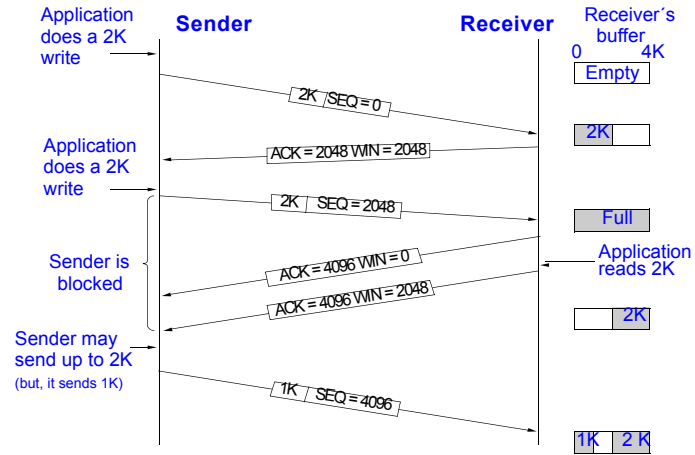 Application
does a 2K
write
Sender
Receiver
Receiver´s
buffer
0 4K
Empty
2K SEQ = 0
2K
ACK = 2048 WIN = 2048
Application
does a 2K
write
2K SEQ = 2048
Full
Sender is
blocked
ACK = 4096 WIN = 0
Application
reads 2K
ACK = 4096 WIN = 2048
2K
Sender may
send up to 2K
(but, it sends 1K)
1K SEQ = 4096
1K 2 K